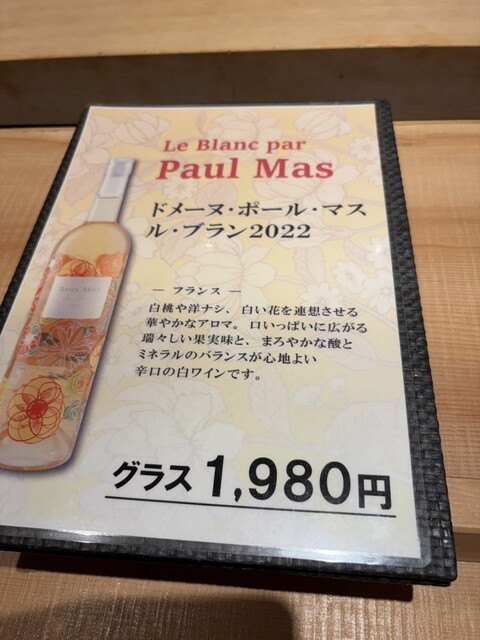 Le Blanc par
Paul Mas
ドメーヌ・ポール・マス
ル・ブラン2022
― フランス ―
白桃や洋ナシ、白い花を連想させる
華やかなアロマ。口いっぱいに広がる
瑞々しい果実味と、まろやかな酸と
ミネラルのバランスが心地よい
辛口の白ワインです。
グラス 1,980円